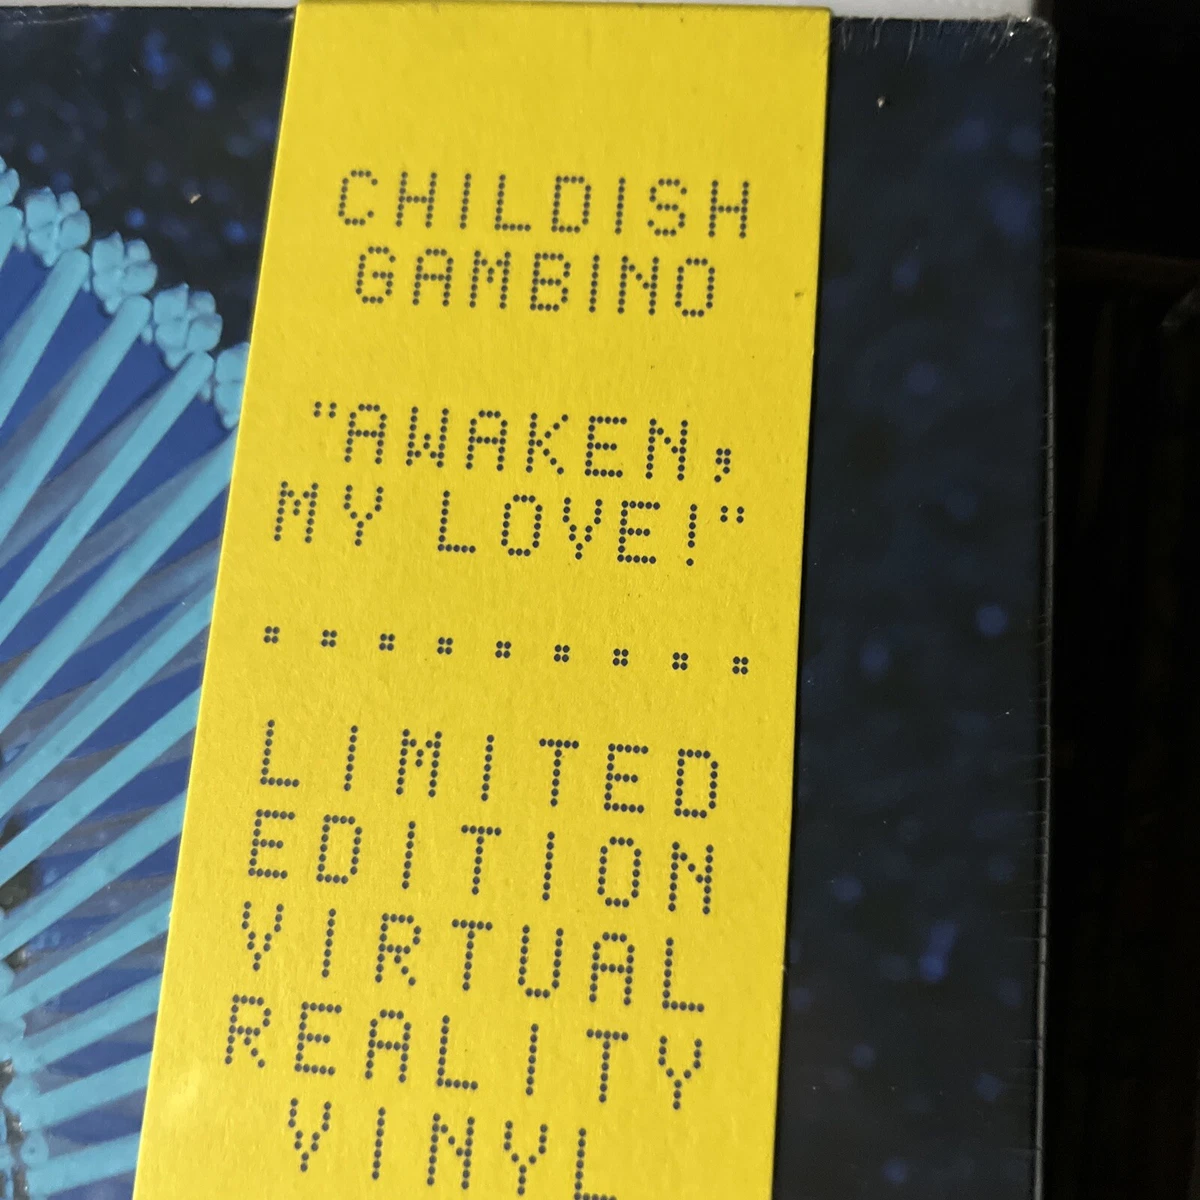 CHILDISH
GAMBINO
"AWAKEN,
MY LOVE!"
LIMITED
EDITION
VIRTUAL
REALITY
VINYL